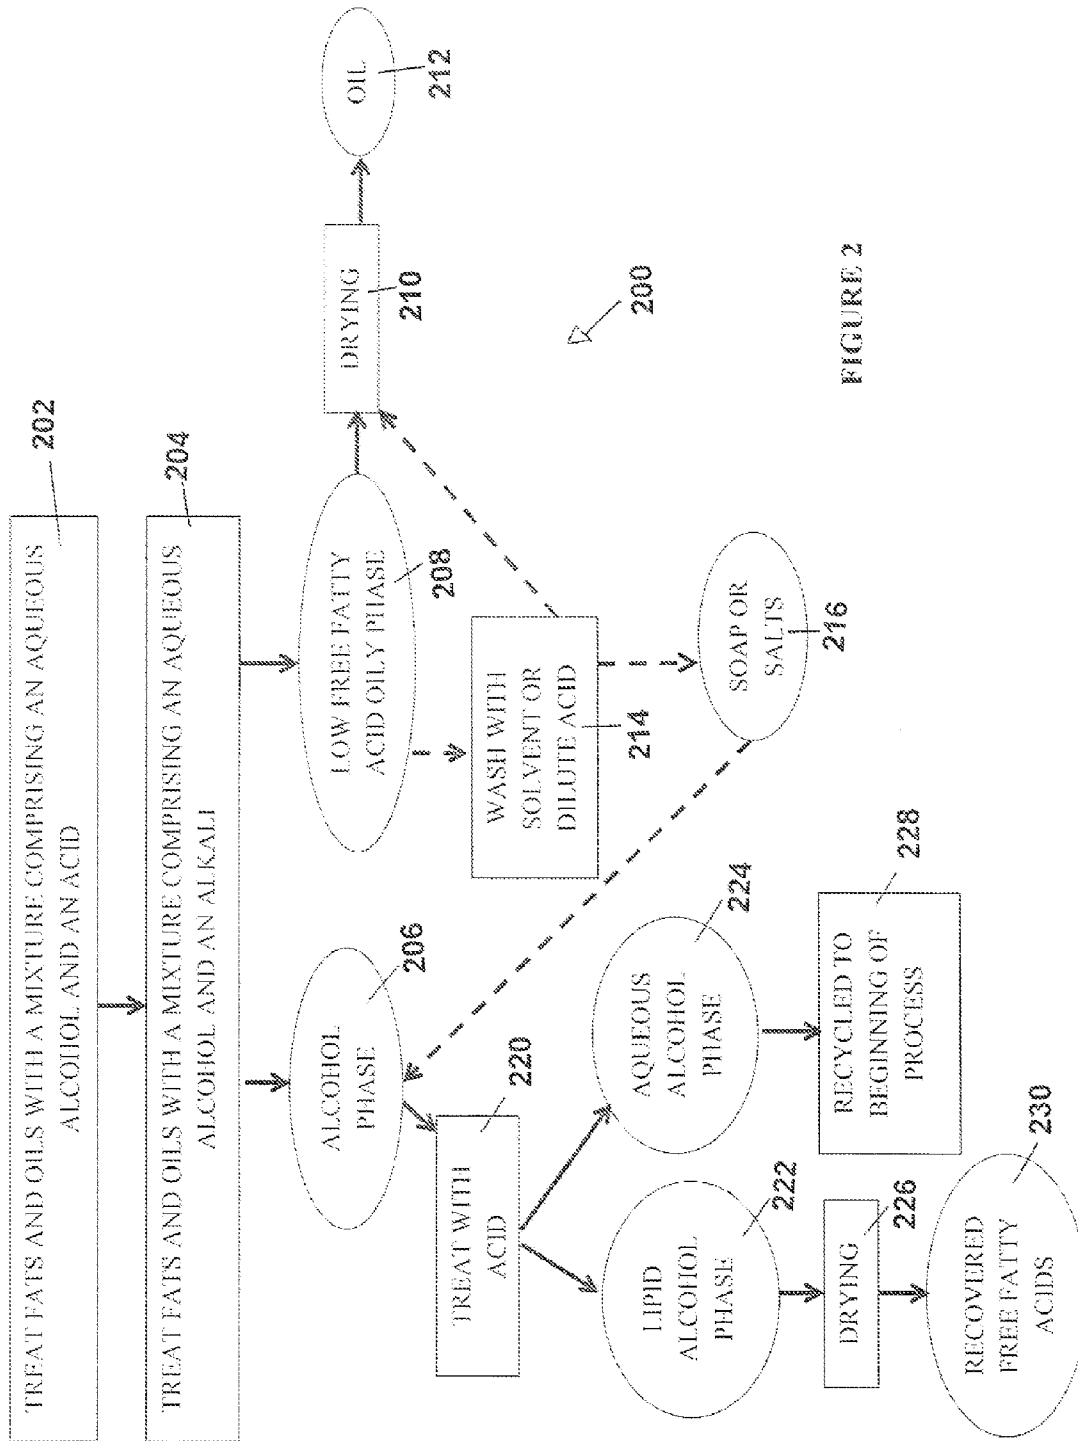 TREAT FATS AND OILS WITH A MIXTURE COMPRISING AN AQUEOUS
ALCOHOL AND AN ACID
202
TREAT FATS AND OILS WITH A MIXTURE COMPRISING AN AQUEOUS
ALCOHOL AND AN ALKALI
204
ALCOHOL
PHASE
206
LOW FREE FATTY
ACID OILY PHASE
208
DRYING
210
OIL
212
TREAT WITH
ACID
220
WASH WITH
SOLVENT OR
DILUTE ACID
214
LIPID
ALCOHOL
PHASE
222
AQUEOUS
ALCOHOL
PHASE
224
SOAP OR
SALTS
216
200
DRYING
226
RECYCLED TO
BEGINNING OF
PROCESS
228
RECOVERED
FREE FATTY
ACIDS
230
FIGURE 2